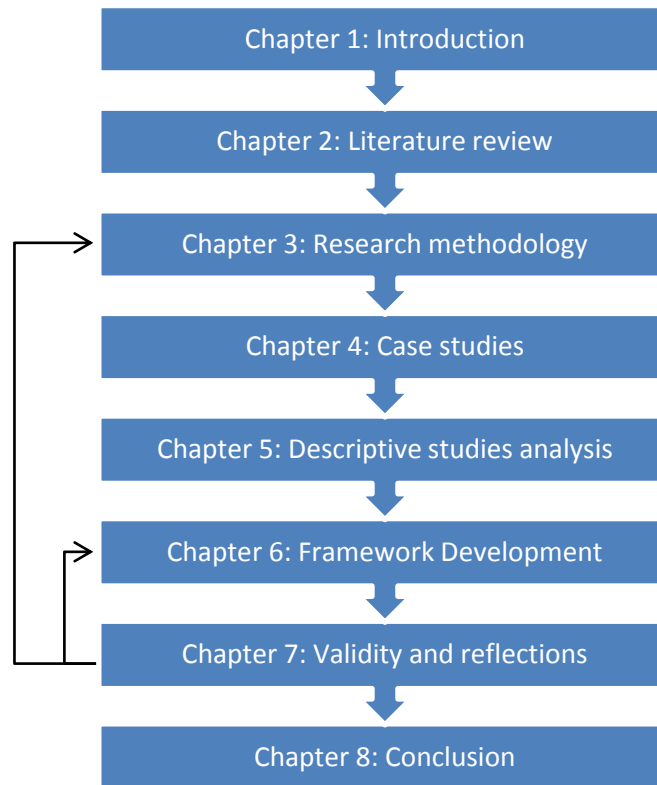 Chapter 1: Introduction
Chapter 2: Literature review
Chapter 3: Research methodology
Chapter 4: Case studies
Chapter 5: Descriptive studies analysis
Chapter 6: Framework Development
Chapter 7: Validity and reflections
Chapter 8: Conclusion